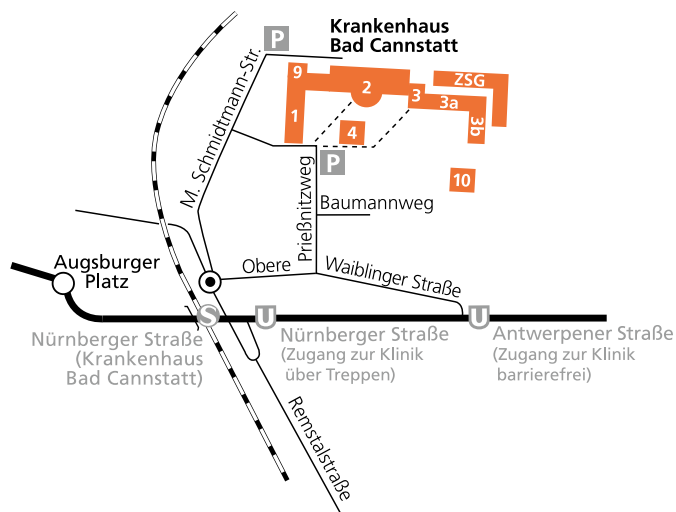 Krankenhaus
Bad Cannstatt
P
9
2
ZSG
3
3a
1
4
3b
P
10
M. Schmidtmann-Str.
Prießnitzweg
Baumannweg
Augsburger
Platz
Obere
Waiblinger Straße
S
U
U
Nürnberger Straße
(Krankenhaus
Bad Cannstatt)
Nürnberger Straße
(Zugang zur Klinik
über Treppen)
Antwerpener Straße
(Zugang zur Klinik
barrierefrei)
Remstalstraße